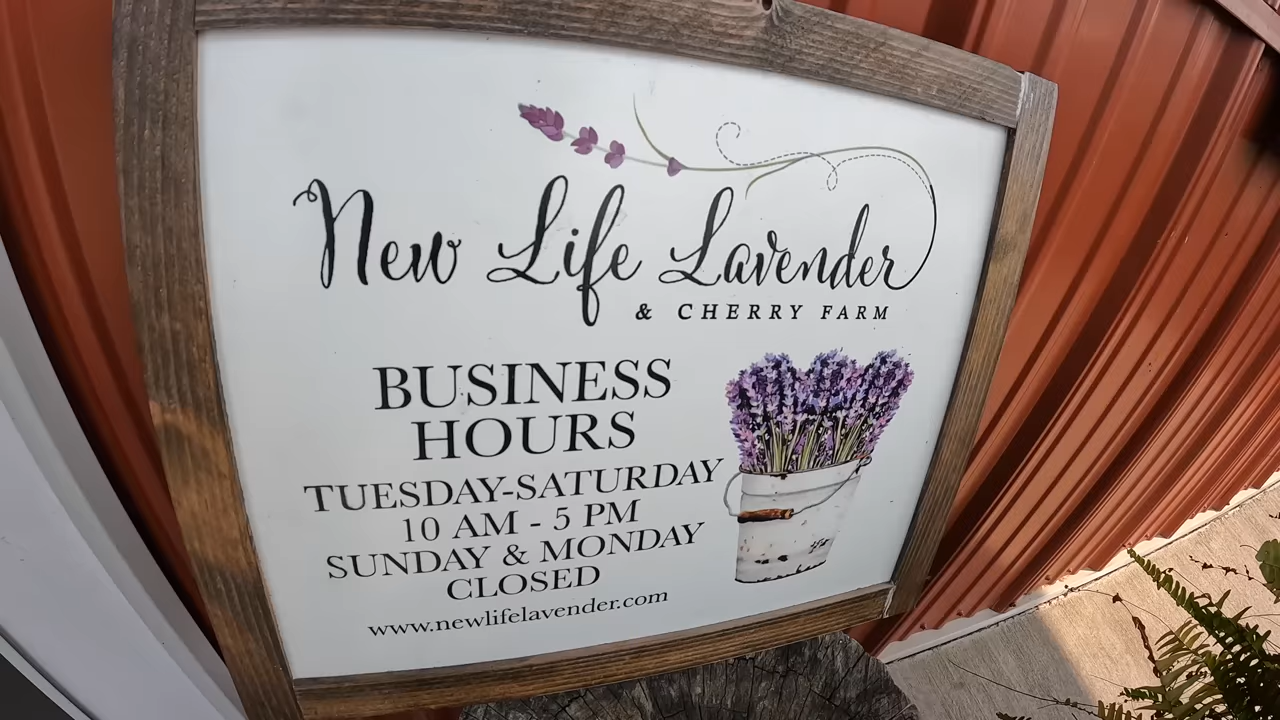 New Life Lavender
& CHERRY FARM
BUSINESS
HOURS
TUESDAY-SATURDAY
10 AM - 5 PM
SUNDAY & MONDAY
CLOSED
www.newlifelavender.com